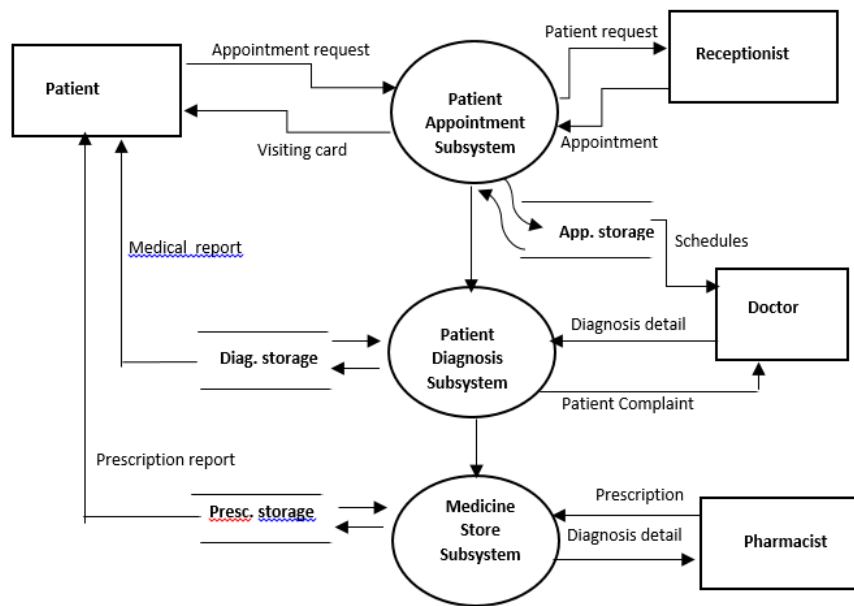 Patient request
Appointment request
Patient
Receptionist
Patient
Appointment
Subsystem
Visiting card
Appointment
Medical report
App. storage
Schedules
Doctor
Diagnosis detail
Patient
Diagnosis
Subsystem
Diag. storage
Patient Complaint
Prescription report
Presc. storage
Medicine
Store
Subsystem
Prescription
Diagnosis detail
Pharmacist